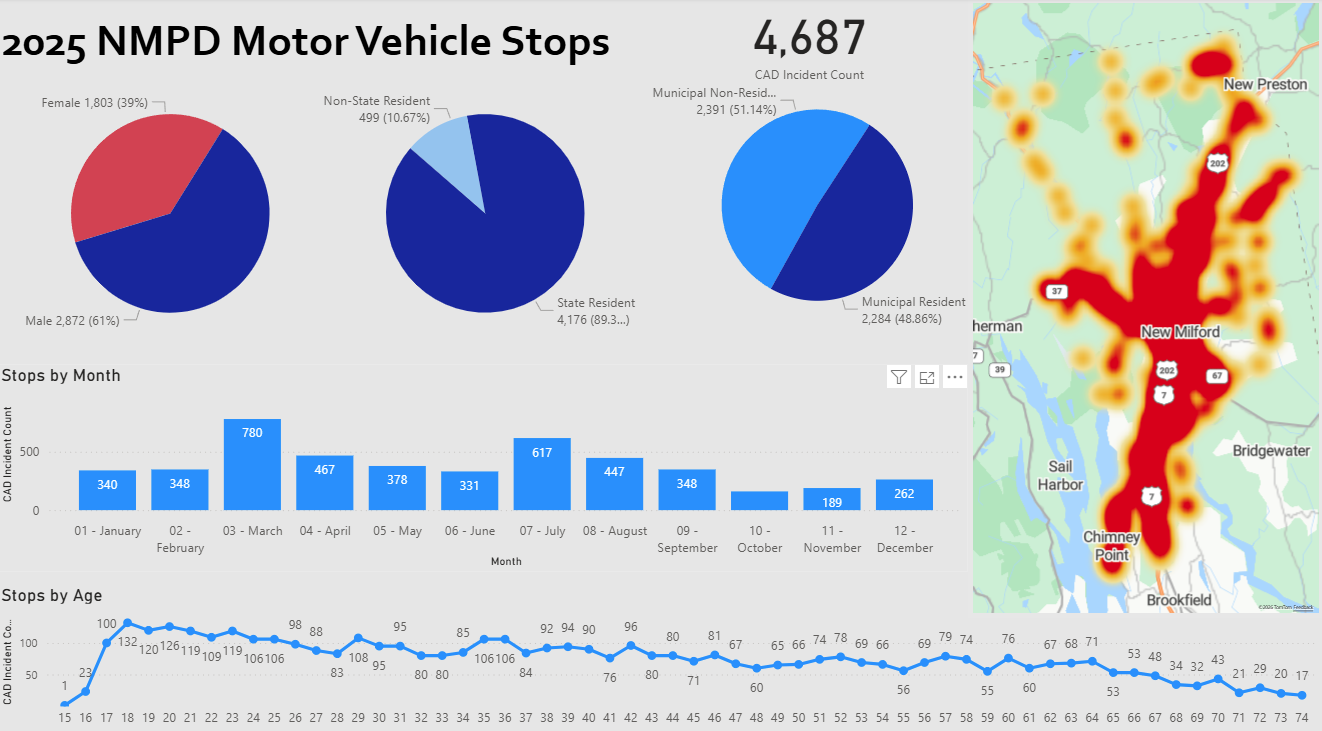 2025 NMPD Motor Vehicle Stops
4,687
CAD Incident Count
Female 1,803 (39%)
Male 2,872 (61%)
Non-State Resident
499 (10.67%)
State Resident
4,176 (89.3...)
Municipal Non-Resid...
2,391 (51.14%)
Municipal Resident
2,284 (48.86%)
Stops by Month
CAD Incident Count
500
0
340
348
780
467
378
331
617
447
348
189
262
01 - January
02 -
February
03 - March
04 - April
05 - May
06 - June
07 - July
08 - August
09 -
September
10 -
October
11 -
November
12 -
December
Month
Stops by Age
CAD Incident Co...
100
50
1 23 100 132 120 126 119 109 119 106 106 98 88 83 108 95 95 80 80 85 106 106 84 92 94 90 76 96 80 80 71 81 67 60 65 66 74 78 69 66 56 69 79 74 55 76 60 67 68 71 53 53 48 34 32 43 21 29 20 17
15 16 17 18 19 20 21 22 23 24 25 26 27 28 29 30 31 32 33 34 35 36 37 38 39 40 41 42 43 44 45 46 47 48 49 50 51 52 53 54 55 56 57 58 59 60 61 62 63 64 65 66 67 68 69 70 71 72 73 74
New Preston
202
37
herman
New Milford
7
39
202
67
7
Bridgewater
Sail
Harbor
7
Chimney
Point
Brookfield
©2026 TomTom Feedback